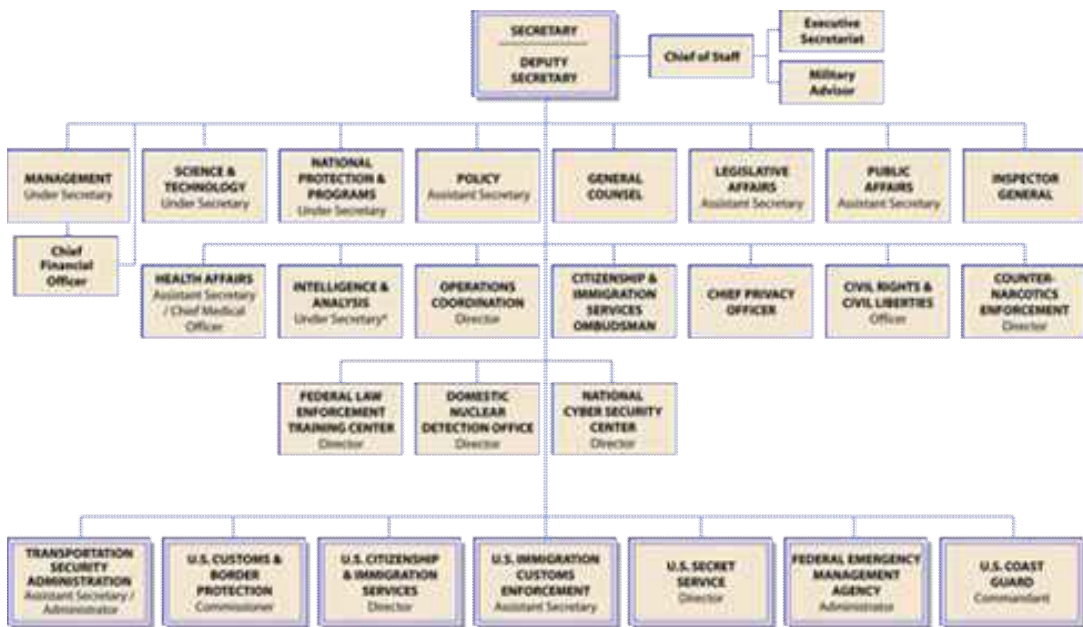 SECRETARY
DEPUTY
SECRETARY
Chief of Staff
Executive
Secretariat
Military
Advisor
MANAGEMENT
Under Secretary
SCIENCE &
TECHNOLOGY
Under Secretary
NATIONAL
PROTECTION &
PROGRAMS
Under Secretary
POLICY
Assistant Secretary
GENERAL
COUNSEL
LEGISLATIVE
AFFAIRS
Assistant Secretary
PUBLIC
AFFAIRS
Assistant Secretary
INSPECTOR
GENERAL
Chief
Financial
Officer
HEALTH AFFAIRS
Assistant Secretary
/ Chief Medical
Officer
INTELLIGENCE &
ANALYSIS
Under Secretary*
OPERATIONS
COORDINATION
Director
CITIZENSHIP &
IMMIGRATION
SERVICES
OMBUDSMAN
CHIEF PRIVACY
OFFICER
CIVIL RIGHTS &
CIVIL LIBERTIES
Officer
COUNTER-
NARCOTICS
ENFORCEMENT
Director
FEDERAL LAW
ENFORCEMENT
TRAINING CENTER
Director
DOMESTIC
NUCLEAR
DETECTION OFFICE
Director
NATIONAL
CYBER SECURITY
CENTER
Director
TRANSPORTATION
SECURITY
ADMINISTRATION
Assistant Secretary /
Administrator
U.S. CUSTOMS &
BORDER
PROTECTION
Commissioner
U.S. CITIZENSHIP
& IMMIGRATION
SERVICES
Director
U.S. IMMIGRATION
CUSTOMS
ENFORCEMENT
Assistant Secretary
U.S. SECRET
SERVICE
Director
FEDERAL EMERGENCY
MANAGEMENT
AGENCY
Administrator
U.S. COAST
GUARD
Commandant